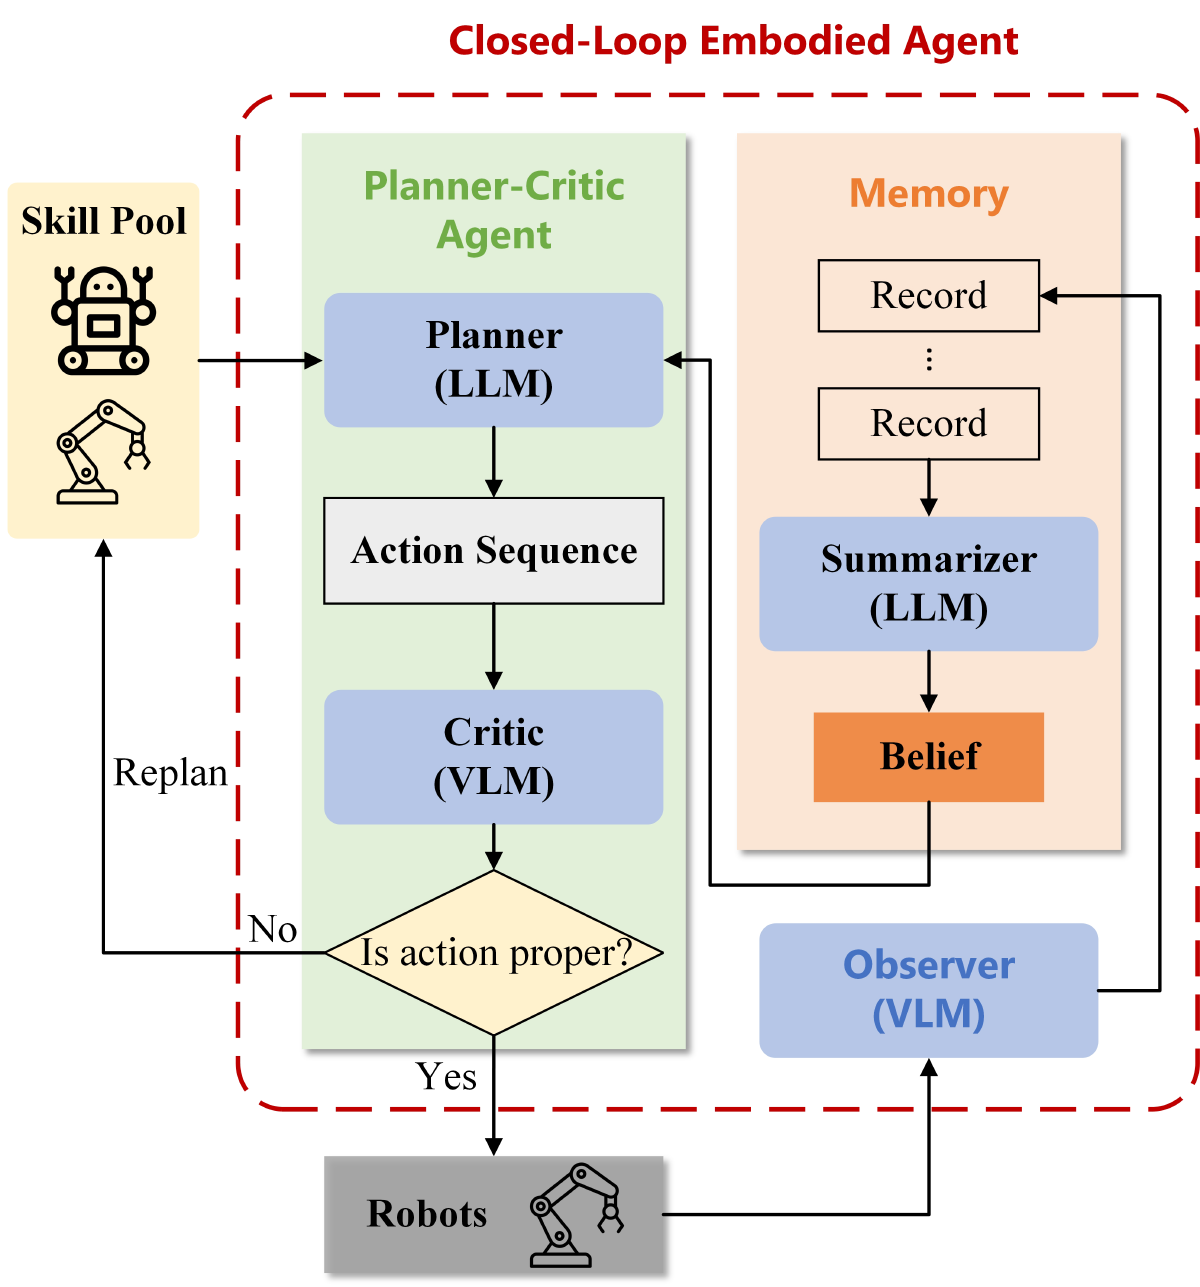 Closed-Loop Embodied Agent
Skill Pool
Planner-Critic
Agent
Planner
(LLM)
Action Sequence
Critic
(VLM)
Is action proper?
No
Replan
Yes
Robots
Memory
Record
...
Record
Summarizer
(LLM)
Belief
Observer
(VLM)